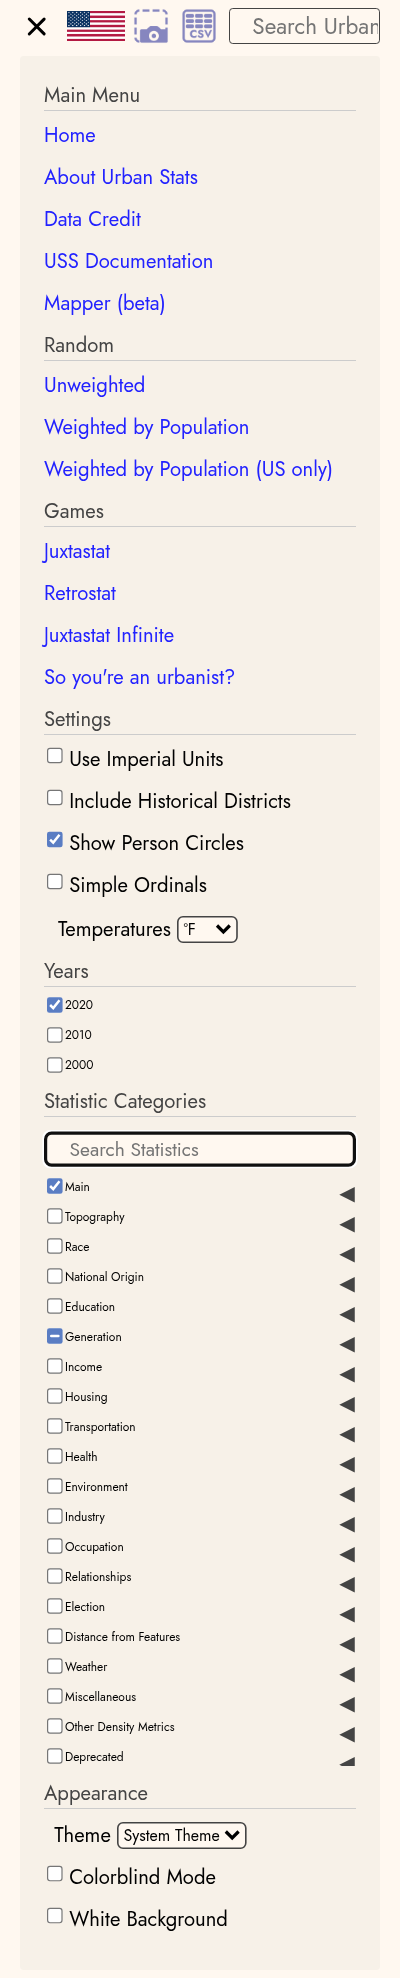 CSV
Search Urban
Main Menu
Home
About Urban Stats
Data Credit
USS Documentation
Mapper (beta)
Random
Unweighted
Weighted by Population
Weighted by Population (US only)
Games
Juxtastat
Retrostat
Juxtastat Infinite
So you're an urbanist?
Settings
Use Imperial Units
Include Historical Districts
Show Person Circles
Simple Ordinals
Temperatures °F
Years
2020
2010
2000
Statistic Categories
Search Statistics
Main
Topography
Race
National Origin
Education
Generation
Income
Housing
Transportation
Health
Environment
Industry
Occupation
Relationships
Election
Distance from Features
Weather
Miscellaneous
Other Density Metrics
Deprecated
Appearance
Theme System Theme
Colorblind Mode
White Background